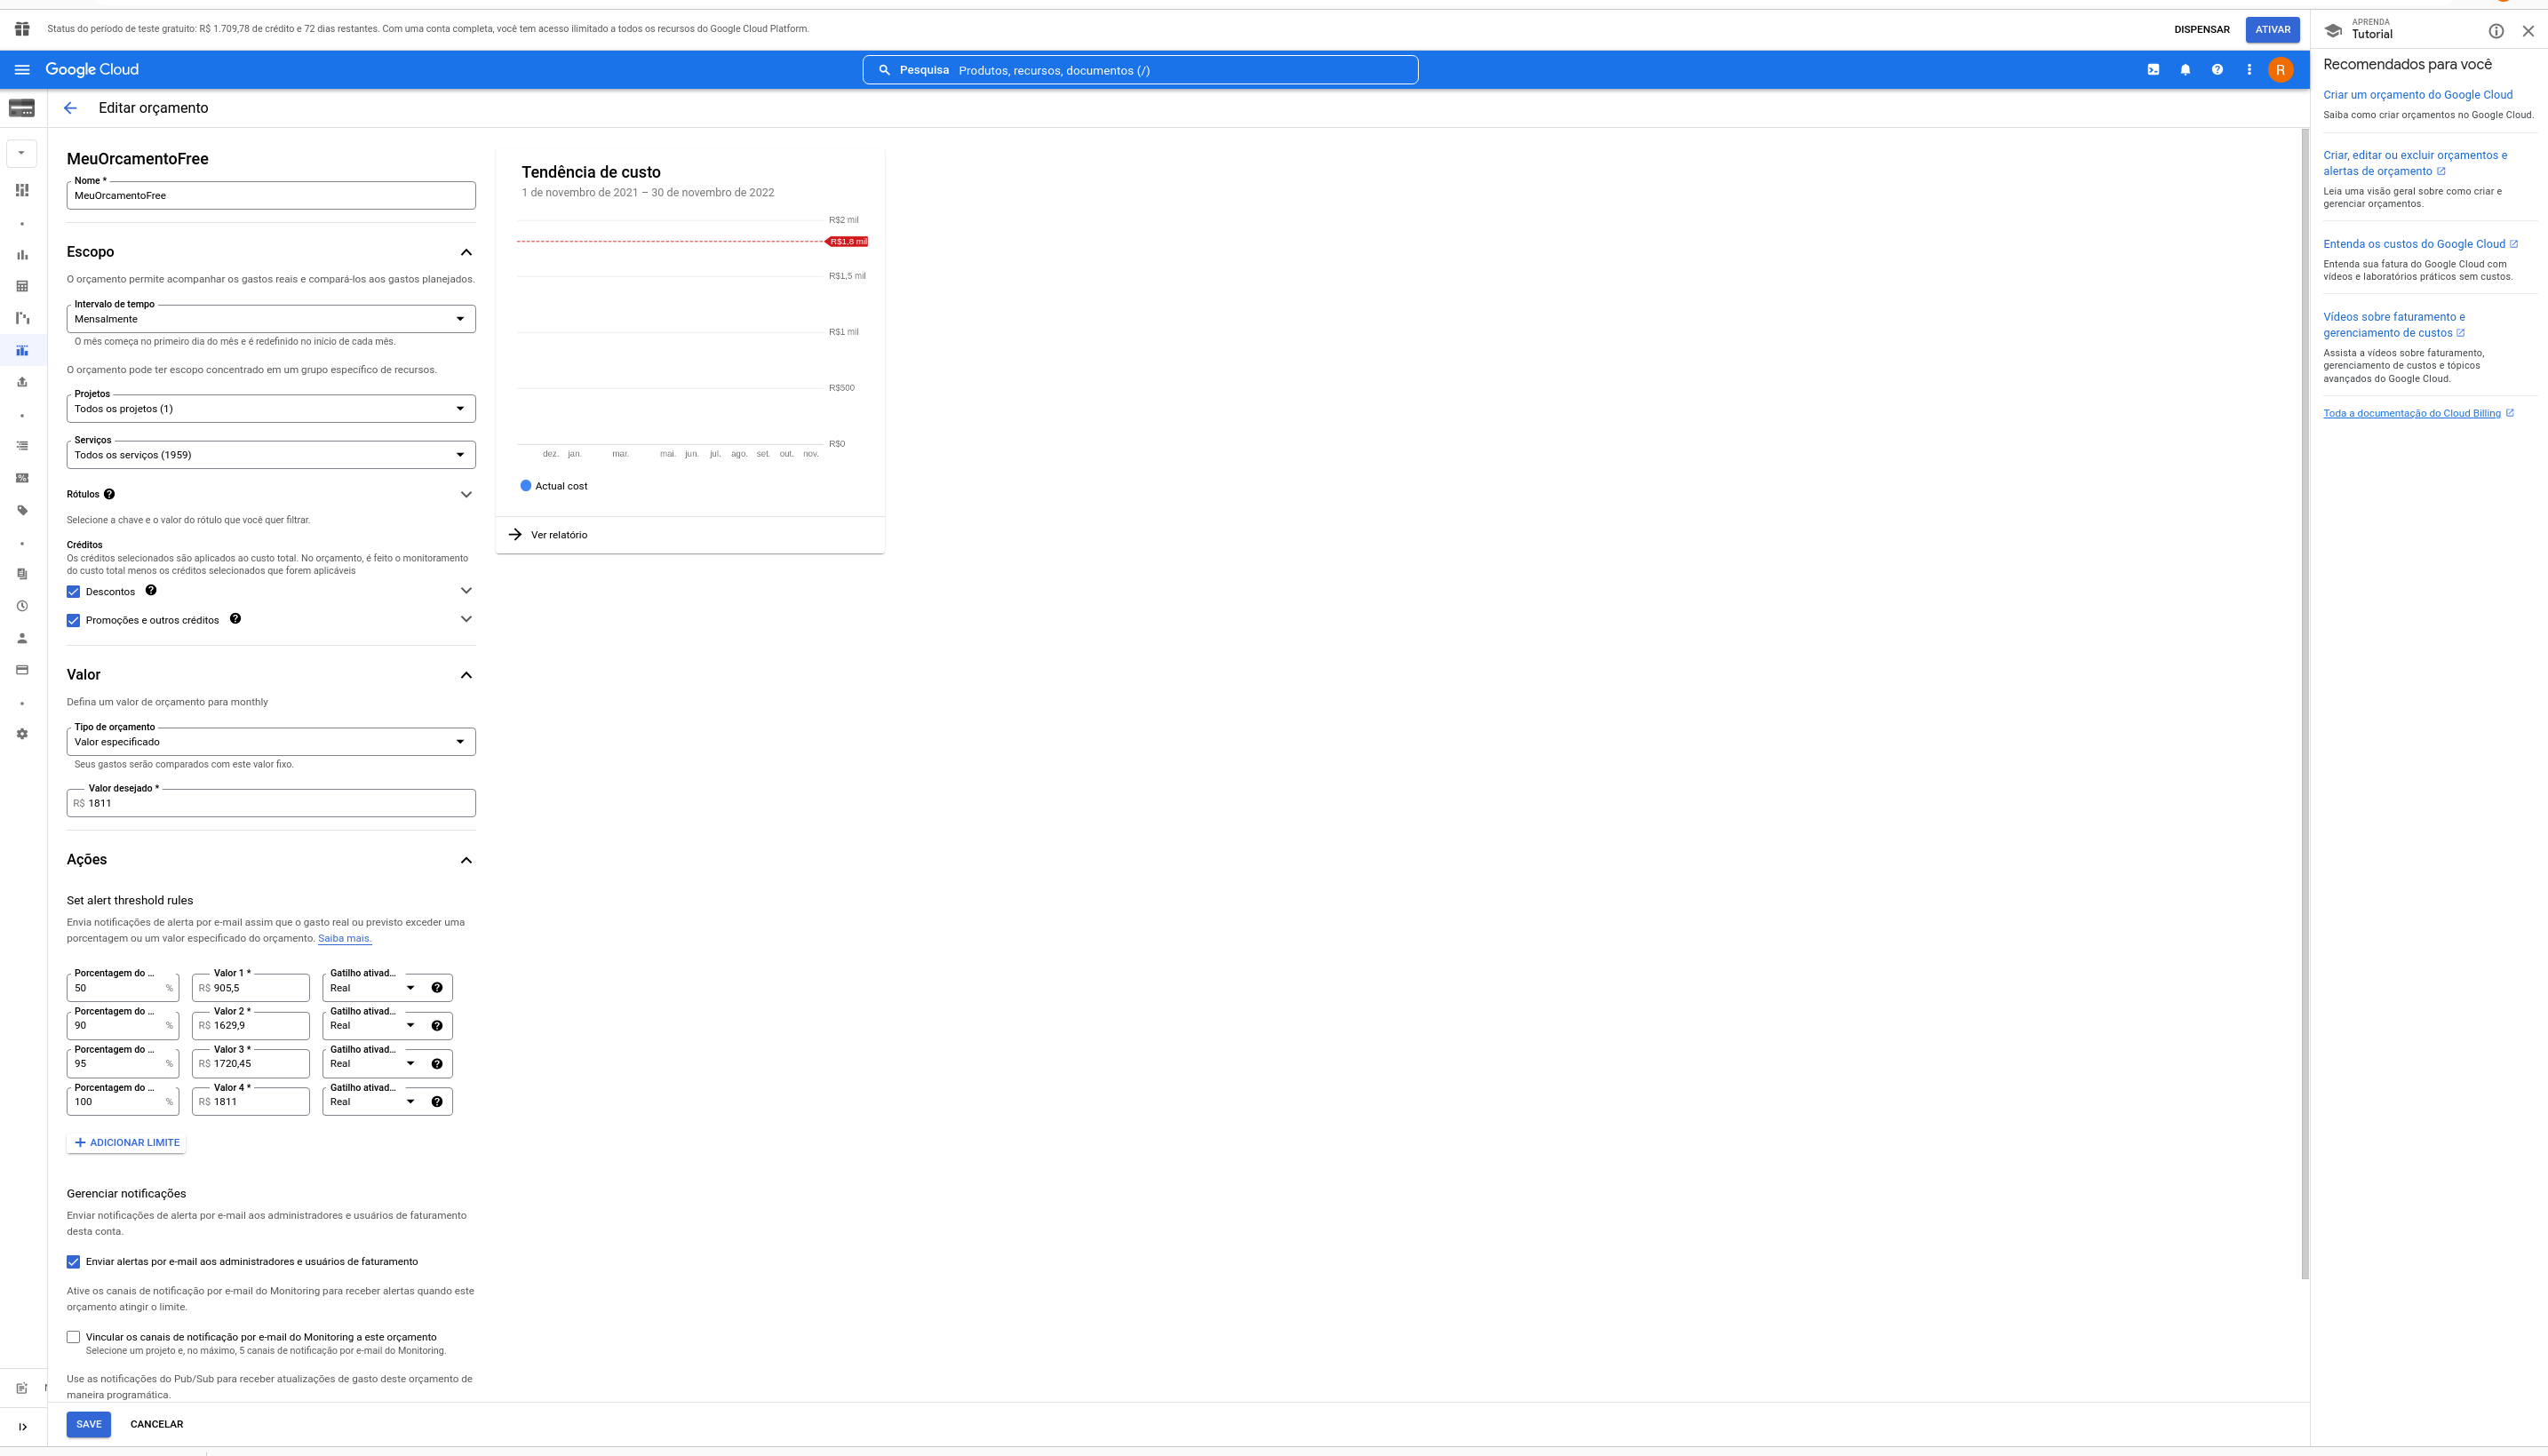 Status do período de teste gratuito: R$ 1.709,78 de crédito e 72 dias restantes. Com uma conta completa, você tem acesso ilimitado a todos os recursos do Google Cloud Platform.
DISPENSAR
ATIVAR
Google Cloud
Pesquisa Produtos, recursos, documentos (/)
R
Editar orçamento
MeuOrcamentoFree
Nome *
MeuOrcamentoFree
Escopo
O orçamento permite acompanhar os gastos reais e compará-los aos gastos planejados.
Intervalo de tempo
Mensalmente
O mês começa no primeiro dia do mês e é redefinido no início de cada mês.
O orçamento pode ter escopo concentrado em um grupo específico de recursos.
Projetos
Todos os projetos (1)
Serviços
Todos os serviços (1959)
Rótulos
Selecione a chave e o valor do rótulo que você quer filtrar.
Créditos
Os créditos selecionados são aplicados ao custo total. No orçamento, é feito o monitoramento
do custo total menos os créditos selecionados que forem aplicáveis
Descontos
Promoções e outros créditos
Valor
Defina um valor de orçamento para monthly
Tipo de orçamento
Valor especificado
Seus gastos serão comparados com este valor fixo.
Valor desejado *
R$ 1811
Ações
Set alert threshold rules
Envia notificações de alerta por e-mail assim que o gasto real ou previsto exceder uma
porcentagem ou um valor especificado do orçamento. Saiba mais.
Porcentagem do ... Valor 1 * Gatilho ativad...
50 % R$ 905,5 Real
Porcentagem do ... Valor 2 * Gatilho ativad...
90 % R$ 1629,9 Real
Porcentagem do ... Valor 3 * Gatilho ativad...
95 % R$ 1720,45 Real
Porcentagem do ... Valor 4 * Gatilho ativad...
100 % R$ 1811 Real
ADICIONAR LIMITE
Gerenciar notificações
Enviar notificações de alerta por e-mail aos administradores e usuários de faturamento
desta conta.
Enviar alertas por e-mail aos administradores e usuários de faturamento
Ative os canais de notificação por e-mail do Monitoring para receber alertas quando este
orçamento atingir o limite.
Vincular os canais de notificação por e-mail do Monitoring a este orçamento
Selecione um projeto e, no máximo, 5 canais de notificação por e-mail do Monitoring.
Use as notificações do Pub/Sub para receber atualizações de gasto deste orçamento de
maneira programática.
SAVE
CANCELAR
Tendência de custo
1 de novembro de 2021 – 30 de novembro de 2022
R$2 mil
R$1,8 mil
R$1,5 mil
R$1 mil
R$500
R$0
dez. jan. mar. mai. jun. jul. ago. set. out. nov.
Actual cost
Ver relatório
APRENDA
Tutorial
Recomendados para você
Criar um orçamento do Google Cloud
Saiba como criar orçamentos no Google Cloud.
Criar, editar ou excluir orçamentos e
alertas de orçamento
Leia uma visão geral sobre como criar e
gerenciar orçamentos.
Entenda os custos do Google Cloud
Entenda sua fatura do Google Cloud com
vídeos e laboratórios práticos sem custos.
Vídeos sobre faturamento e
gerenciamento de custos
Assista a vídeos sobre faturamento,
gerenciamento de custos e tópicos
avançados do Google Cloud.
Toda a documentação do Cloud Billing